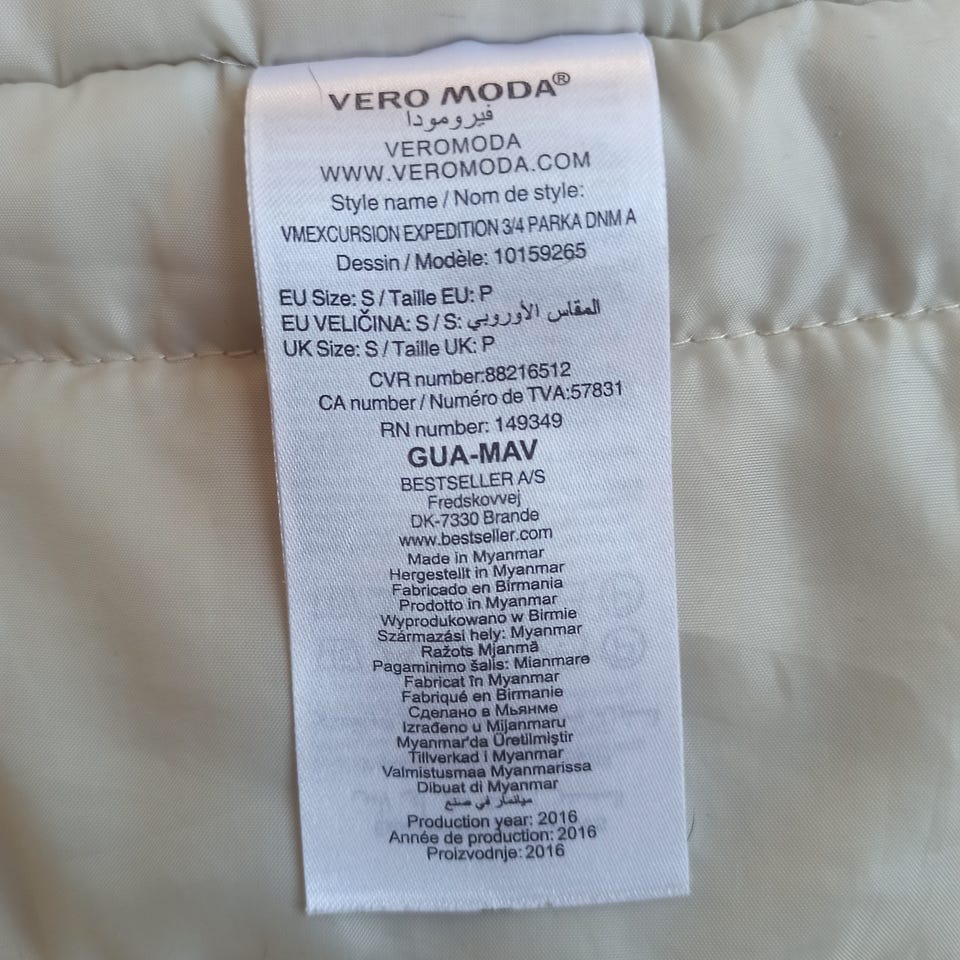 VERO MODA®
فيرومودا
VEROMODA
WWW.VEROMODA.COM
Style name / Nom de style:
VMEXCURSION EXPEDITION 3/4 PARKA DNM A
Dessin / Modèle: 10159265
EU Size: S / Taille EU: P
EU VELIČINA: S / S: المقاس الأوروبي
UK Size: S / Taille UK: P
CVR number:88216512
CA number / Numéro de TVA:57831
RN number: 149349
GUA-MAV
BESTSELLER A/S
Fredskovvej
DK-7330 Brande
www.bestseller.com
Made in Myanmar
Hergestellt in Myanmar
Fabricado en Birmania
Prodotto in Myanmar
Wyprodukowano w Birmie
Származási hely: Myanmar
Ražots Mjanmā
Pagaminimo šalis: Mianmare
Fabricat în Myanmar
Fabriqué en Birmanie
Сделано в Мьянме
Izrađeno u Mijanmaru
Myanmar'da Üretilmiştir
Tillverkad i Myanmar
Valmistusmaa Myanmarissa
Dibuat di Myanmar
ميانمار في صنع
Production year: 2016
Année de production: 2016
Proizvodnje: 2016